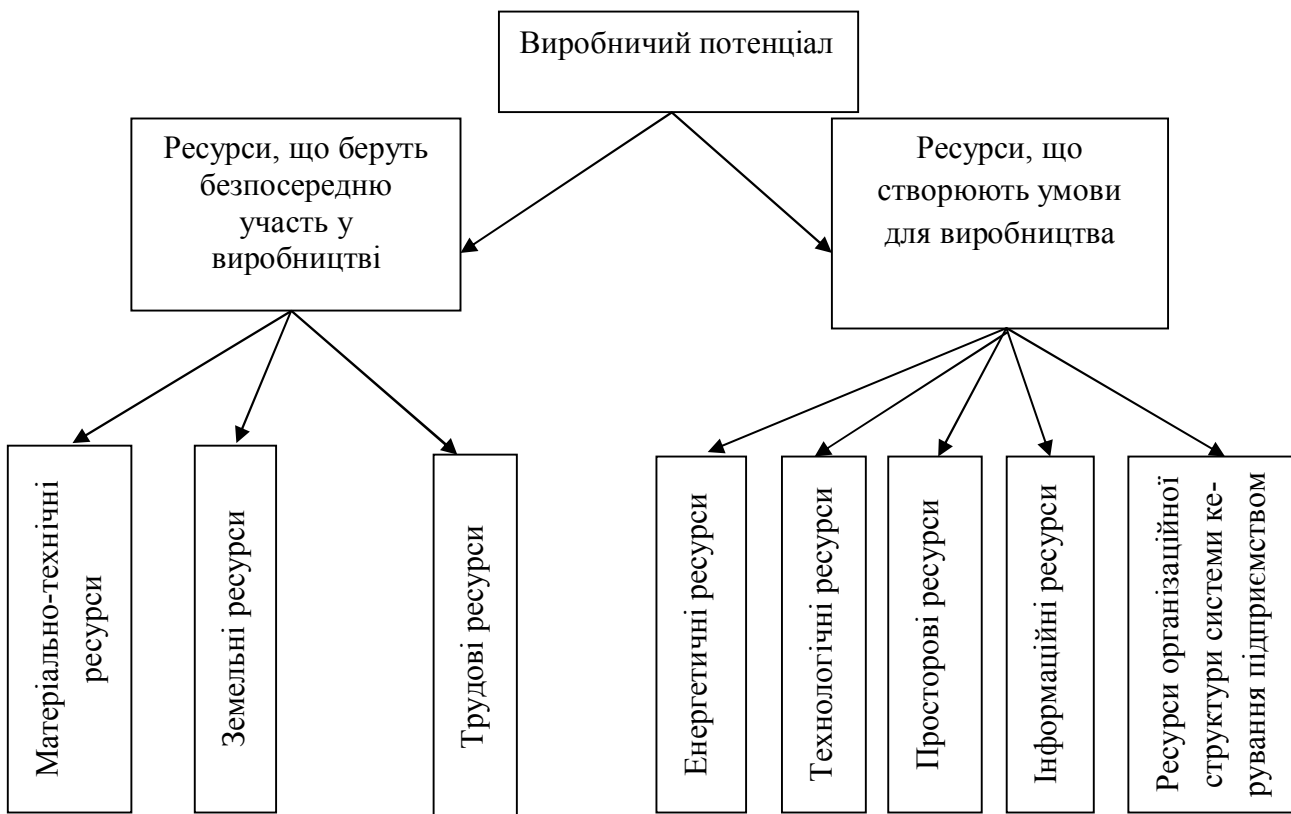 Виробничий потенціал
Ресурси, що беруть
безпосередню
участь у
виробництві
Ресурси, що
створюють умови
для виробництва
Матеріально-технічні
ресурси
Земельні ресурси
Трудові ресурси
Енергетичні ресурси
Технологічні ресурси
Просторові ресурси
Інформаційні ресурси
Ресурси організаційної
структури системи ке-
рування підприємством